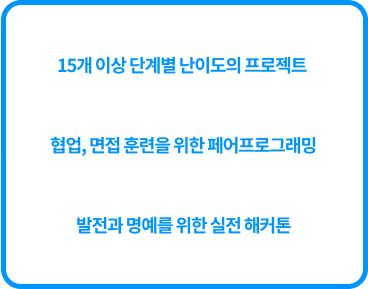 15개 이상 단계별 난이도의 프로젝트
협업, 면접 훈련을 위한 페어프로그래밍
발전과 명예를 위한 실전 해커톤